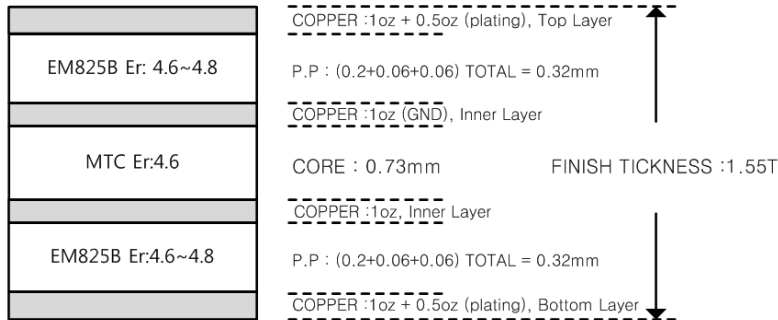 COPPER :1oz + 0.5oz (plating), Top Layer
EM825B Er: 4.6~4.8
P.P : (0.2+0.06+0.06) TOTAL = 0.32mm
COPPER :1oz (GND), Inner Layer
MTC Er:4.6
CORE : 0.73mm
FINISH TICKNESS :1.55T
COPPER :1oz, Inner Layer
EM825B Er:4.6~4.8
P.P : (0.2+0.06+0.06) TOTAL = 0.32mm
COPPER :1oz + 0.5oz (plating), Bottom Layer